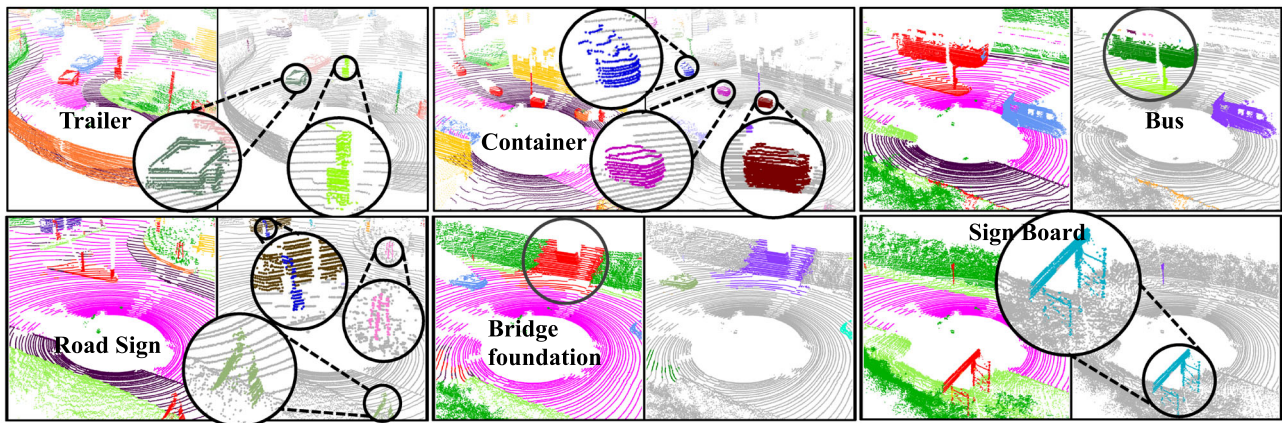 Trailer
Container
Bus
Road Sign
Bridge
foundation
Sign Board